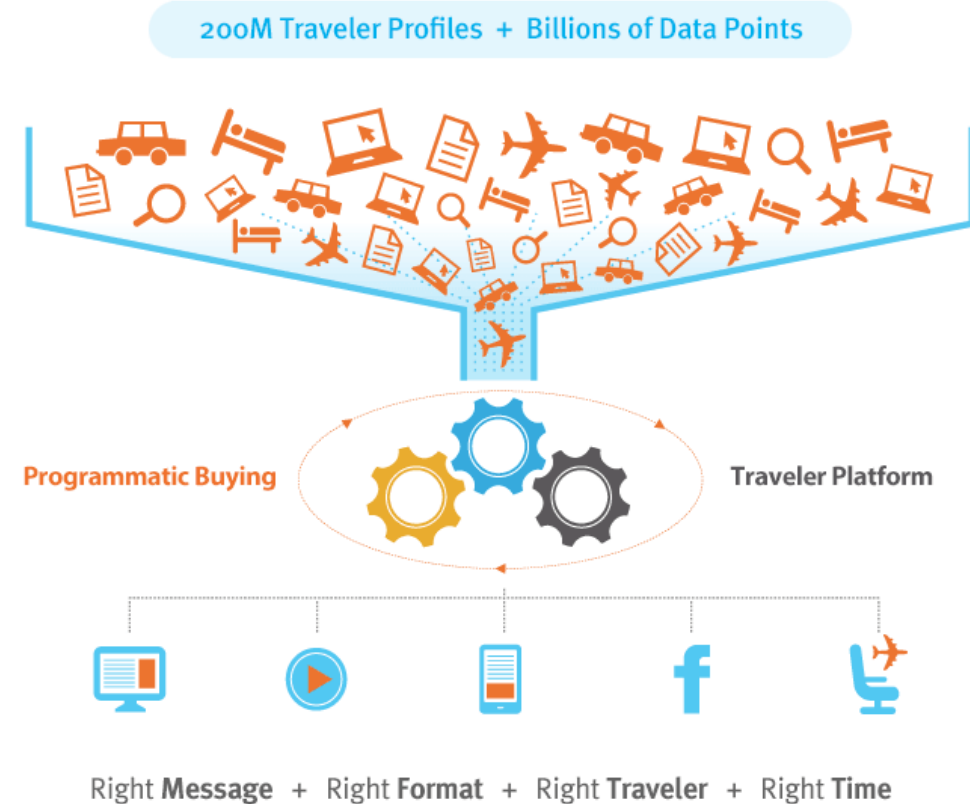 200M Traveler Profiles + Billions of Data Points
Programmatic Buying
Traveler Platform
Right Message + Right Format + Right Traveler + Right Time